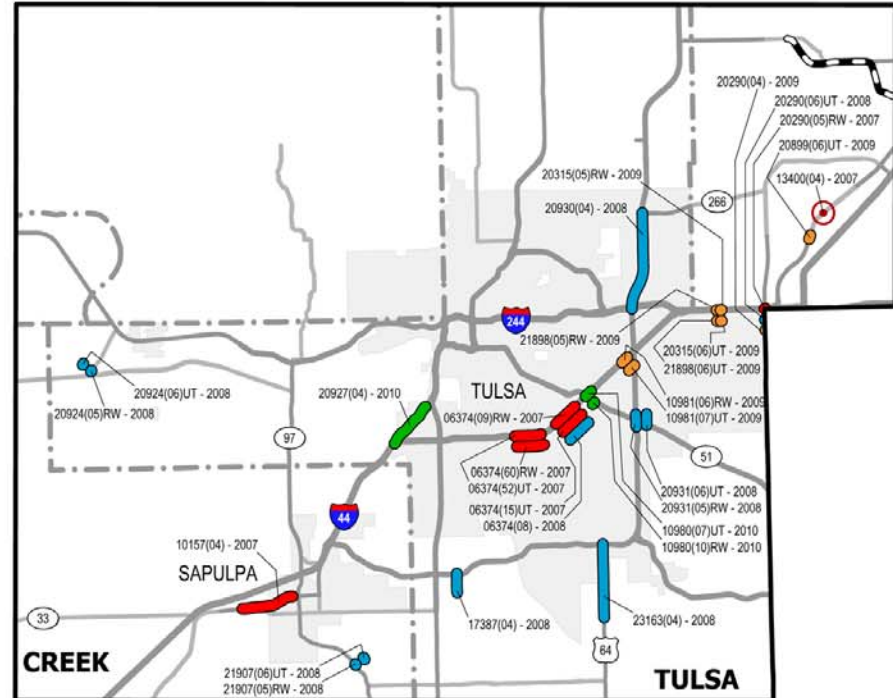 20290(04) - 2009
20290(06)UT - 2008
20290(05)RW - 2007
20899(06)UT - 2009
13400(04) - 2007
20315(05)RW - 2009
20930(04) - 2008
266
244
21898(05)RW - 2009
20315(06)UT - 2009
21898(06)UT - 2009
20924(06)UT - 2008
20924(05)RW - 2008
20927(04) - 2010
TULSA
06374(09)RW - 2007
10981(06)RW - 2009
10981(07)UT - 2009
97
51
06374(60)RW - 2007
06374(52)UT - 2007
06374(15)UT - 2007
06374(08) - 2008
20931(06)UT - 2008
20931(05)RW - 2008
10980(07)UT - 2010
10980(10)RW - 2010
44
10157(04) - 2007
SAPULPA
33
17387(04) - 2008
23163(04) - 2008
64
21907(06)UT - 2008
21907(05)RW - 2008
CREEK
TULSA